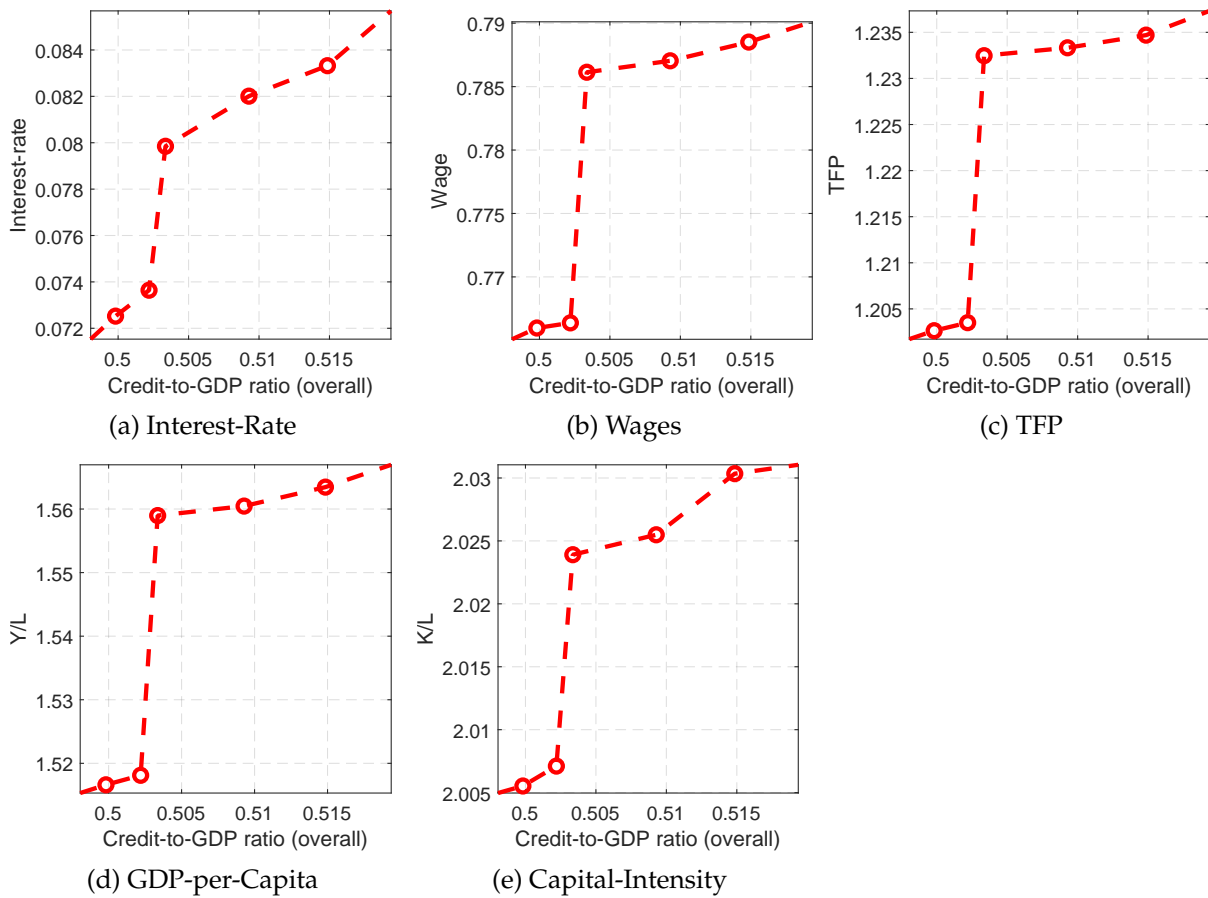 0.084
0.082
0.08
0.078
0.076
0.074
0.072
Interest-rate
0.5 0.505 0.51 0.515
Credit-to-GDP ratio (overall)
(a) Interest-Rate
0.79
0.785
0.78
0.775
0.77
Wage
0.5 0.505 0.51 0.515
Credit-to-GDP ratio (overall)
(b) Wages
1.235
1.23
1.225
1.22
1.215
1.21
1.205
TFP
0.5 0.505 0.51 0.515
Credit-to-GDP ratio (overall)
(c) TFP
1.56
1.55
1.54
1.53
1.52
Y/L
0.5 0.505 0.51 0.515
Credit-to-GDP ratio (overall)
(d) GDP-per-Capita
2.03
2.025
2.02
2.015
2.01
2.005
K/L
0.5 0.505 0.51 0.515
Credit-to-GDP ratio (overall)
(e) Capital-Intensity